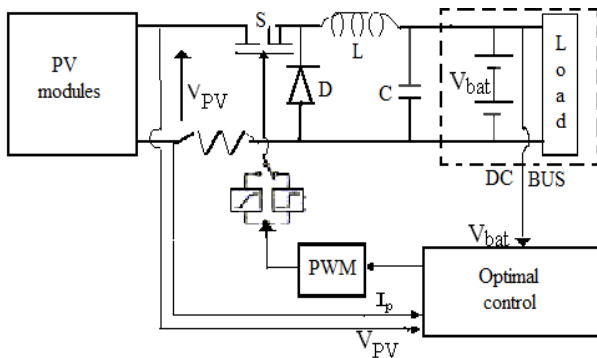 S
PV
modules
V_PV
D
L
C
V_bat
L
o
a
d
DC BUS
V_bat
PWM
Optimal
control
I_p
V_PV